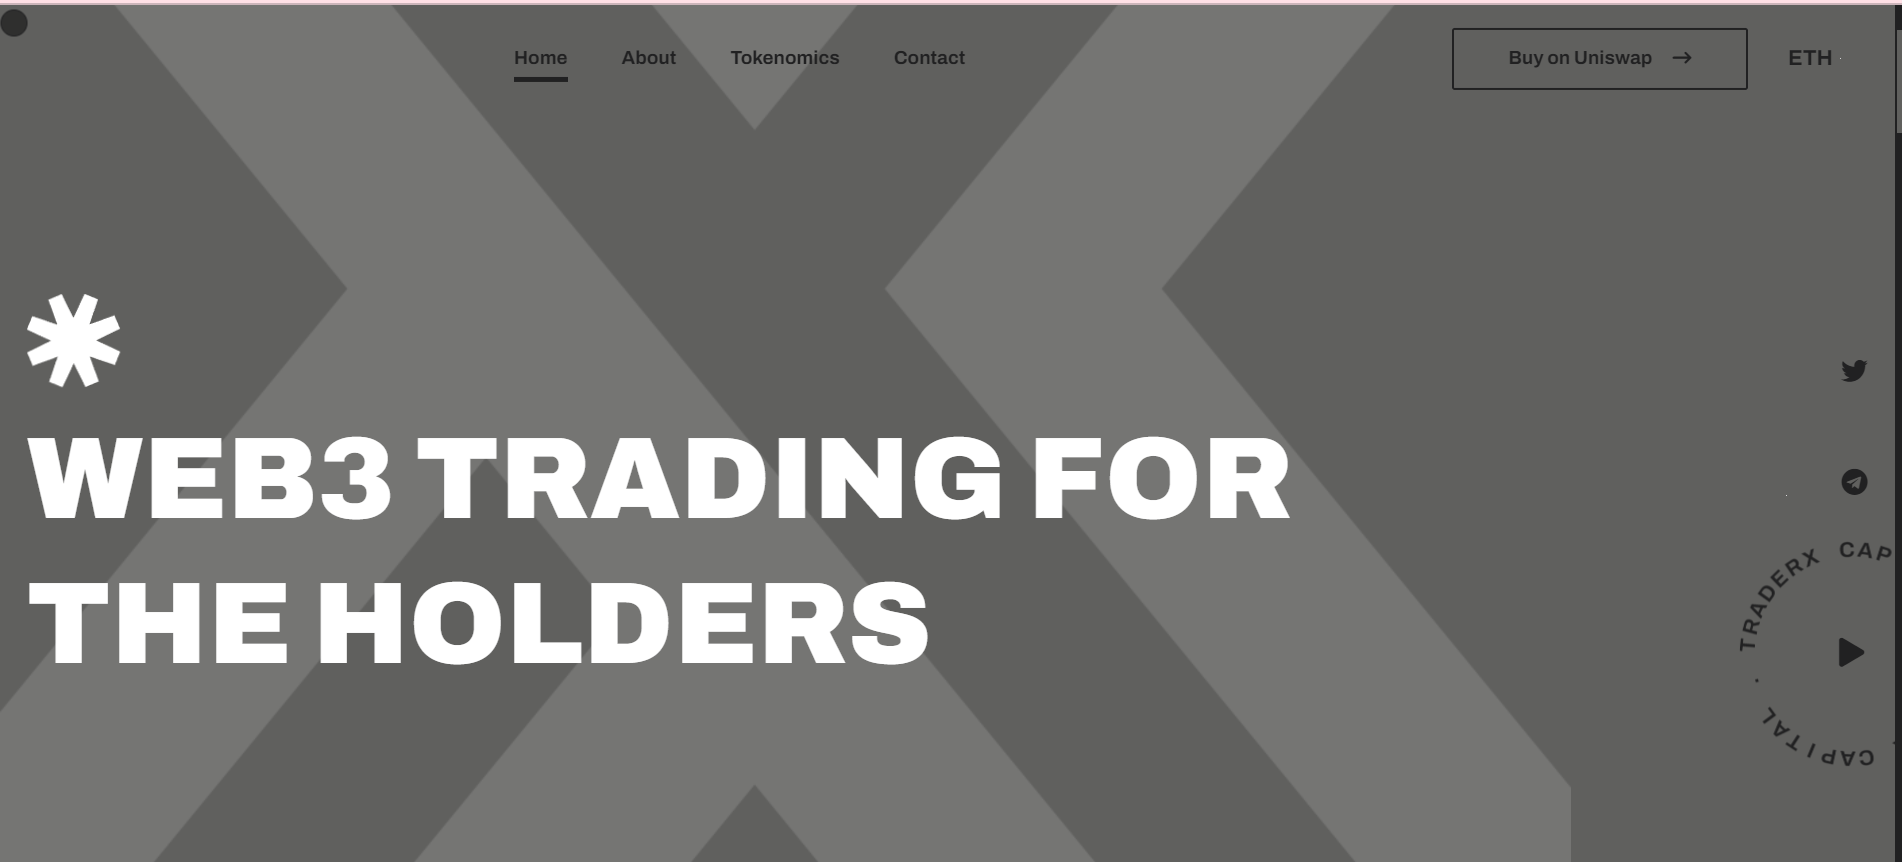 Home About Tokenomics Contact
Buy on Uniswap ETH
WEB3 TRADING FOR
THE HOLDERS
TRADERX CAP
CAPITAL